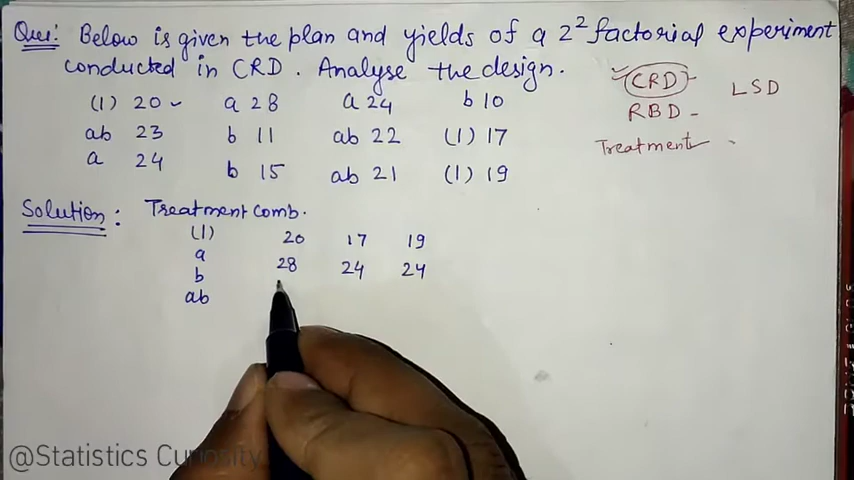 Que: Below is given the plan and yields of a 2² factorial experiment
conducted in CRD. Analyse the design.
(1) 20 a 28 a 24 b 10
ab 23 b 11 ab 22 (1) 17
a 24 b 15 ab 21 (1) 19
CRD LSD
RBD
Treatment
Solution: Treatment Comb.
(1) 20 17 19
a 28 24 24
b
ab
@Statistics Curiosity